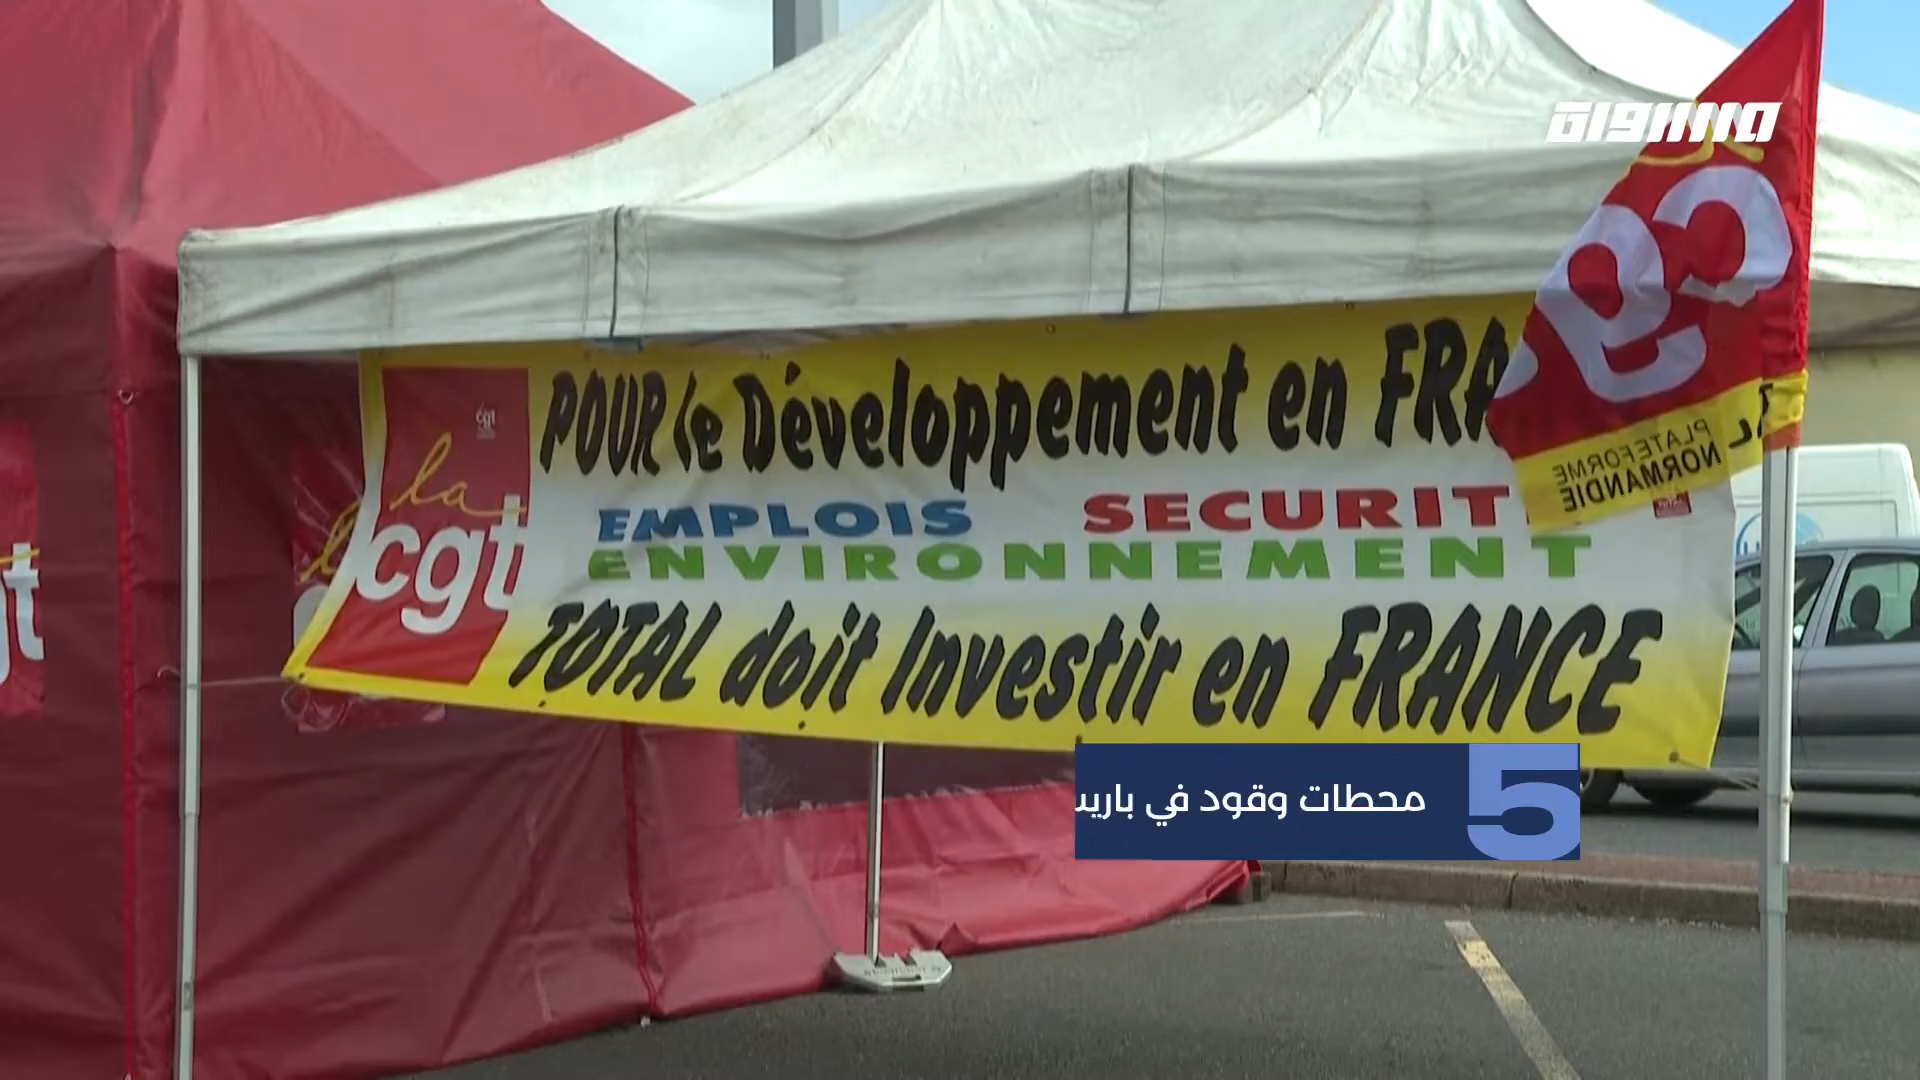 مساواة
cgt
la
cgt
POUR le Développement en FRA
EMPLOIS SECURIT
ENVIRONNEMENT
TOTAL doit Investir en FRANCE
cgt
PLATEFORME
NORMANDIE
gt
5
محطات وقود في باريس